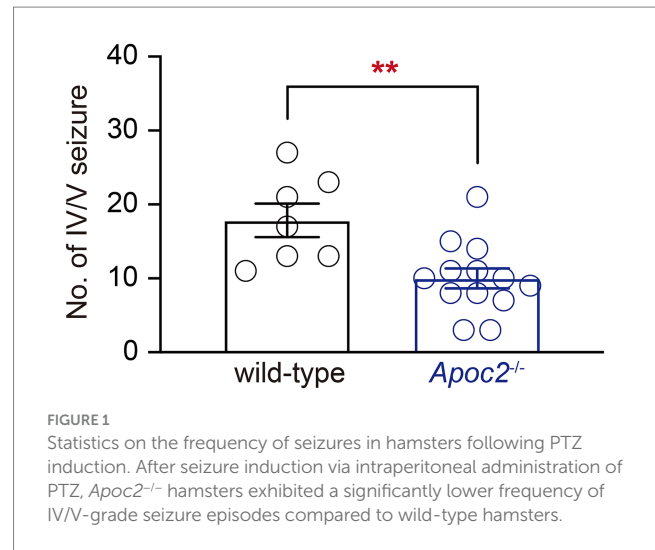 **
40
30
20
10
0
No. of IV/V seizure
wild-type
Apoc2-/-
FIGURE 1
Statistics on the frequency of seizures in hamsters following PTZ
induction. After seizure induction via intraperitoneal administration of
PTZ, Apoc2−/− hamsters exhibited a significantly lower frequency of
IV/V-grade seizure episodes compared to wild-type hamsters.